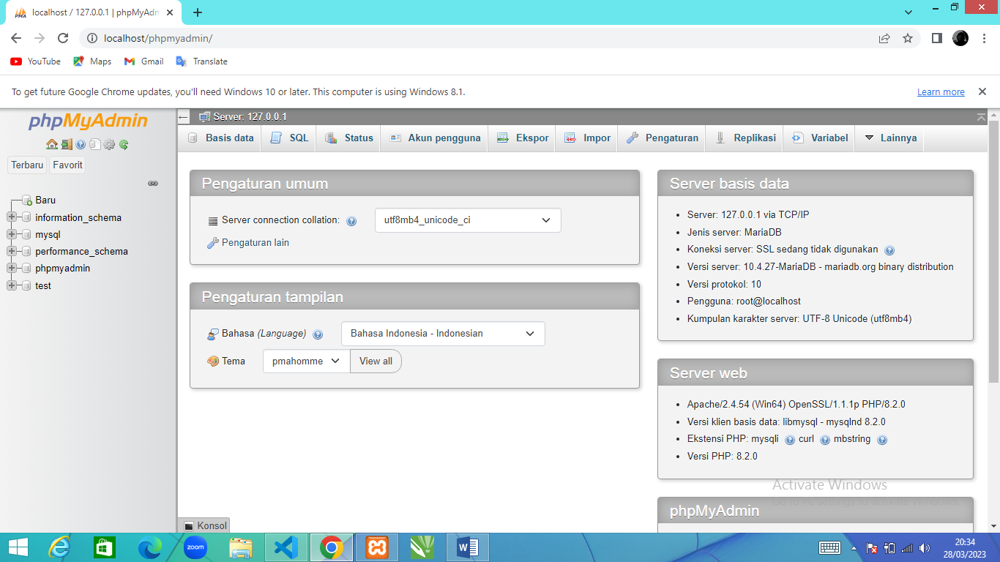 localhost / 127.0.0.1 | phpMyAdm
localhost/phpmyadmin/
YouTube Maps Gmail Translate
To get future Google Chrome updates, you'll need Windows 10 or later. This computer is using Windows 8.1. Learn more
phpMyAdmin
Terbaru Favorit
Baru
information_schema
mysql
performance_schema
phpmyadmin
test
Server: 127.0.0.1
Basis data SQL Status Akun pengguna Ekspor Impor Pengaturan Replikasi Variabel Lainnya
Pengaturan umum
Server connection collation: utf8mb4_unicode_ci
Pengaturan lain
Pengaturan tampilan
Bahasa (Language) Bahasa Indonesia - Indonesian
Tema pmahomme View all
Server basis data
Server: 127.0.0.1 via TCP/IP
Jenis server: MariaDB
Koneksi server: SSL sedang tidak digunakan
Versi server: 10.4.27-MariaDB - mariadb.org binary distribution
Versi protokol: 10
Pengguna: root@localhost
Kumpulan karakter server: UTF-8 Unicode (utf8mb4)
Server web
Apache/2.4.54 (Win64) OpenSSL/1.1.1p PHP/8.2.0
Versi klien basis data: libmysql - mysqlnd 8.2.0
Ekstensi PHP: mysqli curl mbstring
Versi PHP: 8.2.0
phpMyAdmin
Activate Windows
Go to PC settings to activate Windows.
Konsol
zoom
20:34
28/03/2023